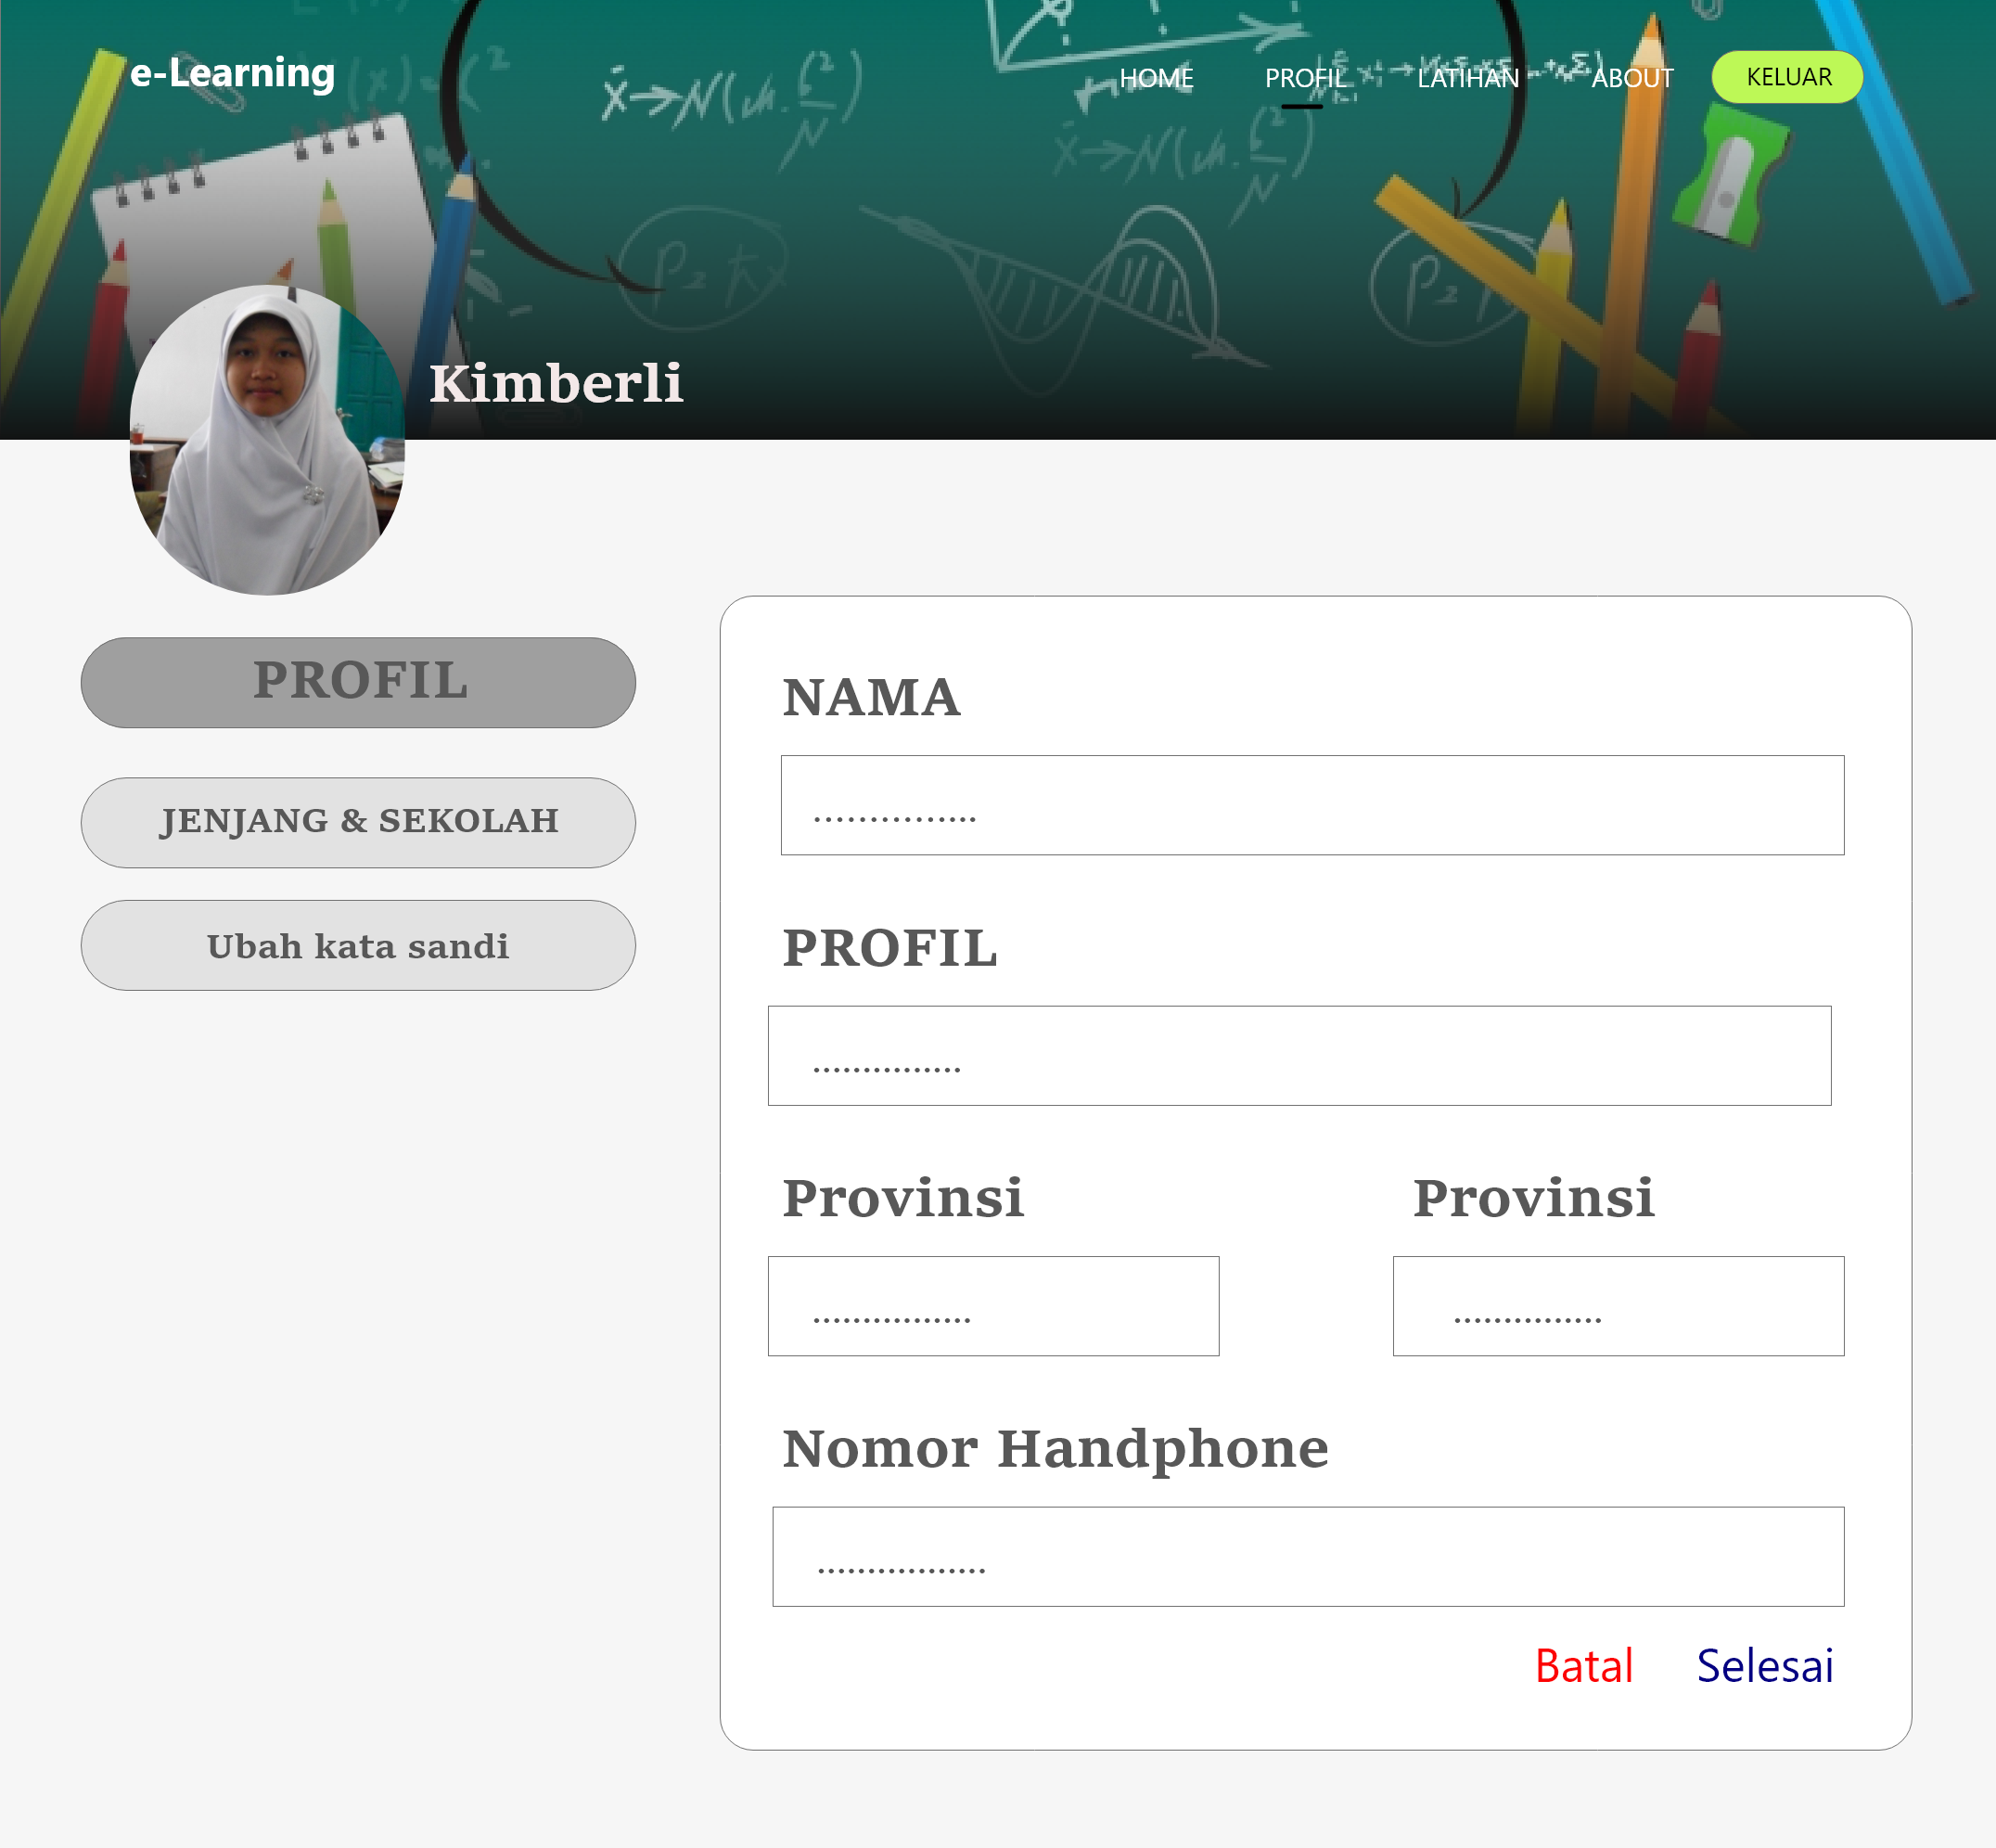 e-Learning
HOME PROFIL LATIHAN ABOUT KELUAR
Kimberli
PROFIL
JENJANG & SEKOLAH
Ubah kata sandi
NAMA
...............
PROFIL
...............
Provinsi Provinsi
................ ...............
Nomor Handphone
.................
Batal Selesai